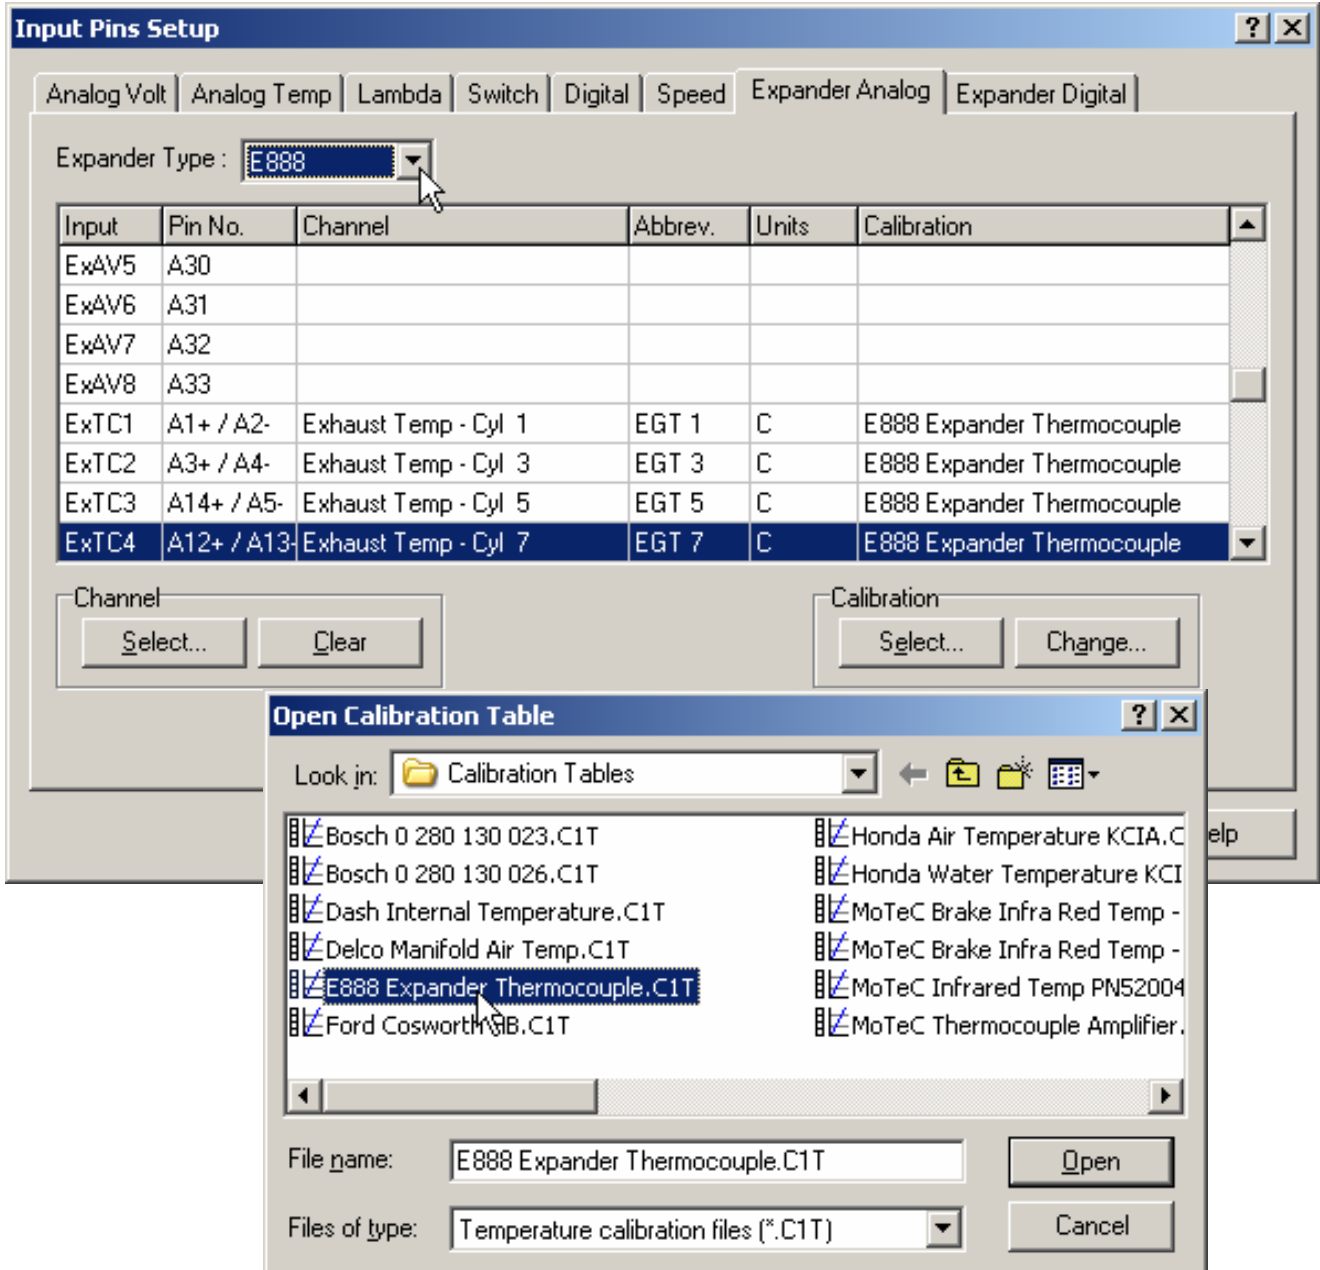 Input Pins Setup
Analog Volt Analog Temp Lambda Switch Digital Speed Expander Analog Expander Digital
Expander Type : E888
Input Pin No. Channel Abbrev. Units Calibration
ExAV5 A30
ExAV6 A31
ExAV7 A32
ExAV8 A33
ExTC1 A1+ / A2- Exhaust Temp - Cyl 1 EGT 1 C E888 Expander Thermocouple
ExTC2 A3+ / A4- Exhaust Temp - Cyl 3 EGT 3 C E888 Expander Thermocouple
ExTC3 A14+ / A5- Exhaust Temp - Cyl 5 EGT 5 C E888 Expander Thermocouple
ExTC4 A12+ / A13- Exhaust Temp - Cyl 7 EGT 7 C E888 Expander Thermocouple
Channel Calibration
Select... Clear Select... Change...
Open Calibration Table
Look in: Calibration Tables
Bosch 0 280 130 023.C1T Honda Air Temperature KCIA.C
Bosch 0 280 130 026.C1T Honda Water Temperature KCI
Dash Internal Temperature.C1T MoTeC Brake Infra Red Temp -
Delco Manifold Air Temp.C1T MoTeC Brake Infra Red Temp -
E888 Expander Thermocouple.C1T MoTeC Infrared Temp PN52004
Ford Cosworth B.C1T MoTeC Thermocouple Amplifier.
elp
File name: E888 Expander Thermocouple.C1T Open
Files of type: Temperature calibration files (*.C1T) Cancel